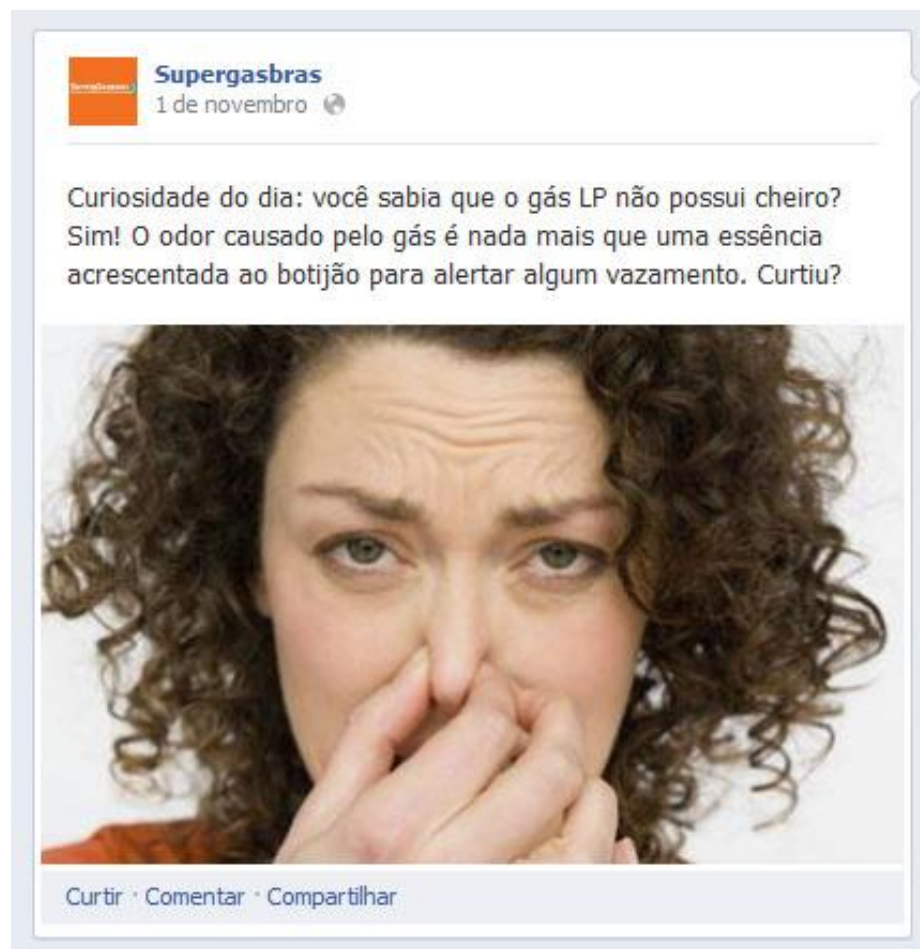 Supergasbras
1 de novembro
Curiosidade do dia: você sabia que o gás LP não possui cheiro?
Sim! O odor causado pelo gás é nada mais que uma essência
acrescentada ao botijão para alertar algum vazamento. Curtiu?
Curtir · Comentar · Compartilhar